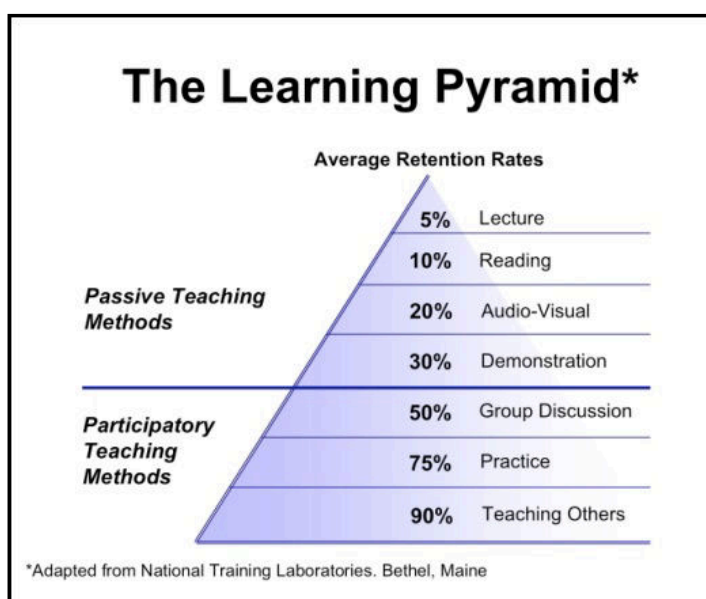 The Learning Pyramid*
Average Retention Rates
5% Lecture
10% Reading
Passive Teaching
Methods
20% Audio-Visual
30% Demonstration
Participatory
Teaching
Methods
50% Group Discussion
75% Practice
90% Teaching Others
*Adapted from National Training Laboratories. Bethel, Maine